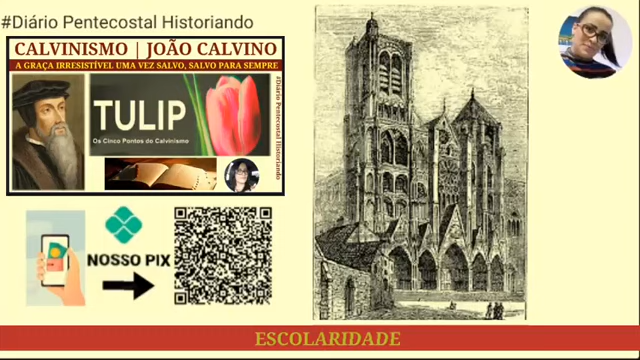 #Diário Pentecostal Historiando
CALVINISMO | JOÃO CALVINO
A GRAÇA IRRESISTÍVEL UMA VEZ SALVO, SALVO PARA SEMPRE
TULIP
Os Cinco Pontos do Calvinismo
#Diário Pentecostal Historiando
NOSSO PIX
ESCOLARIDADE